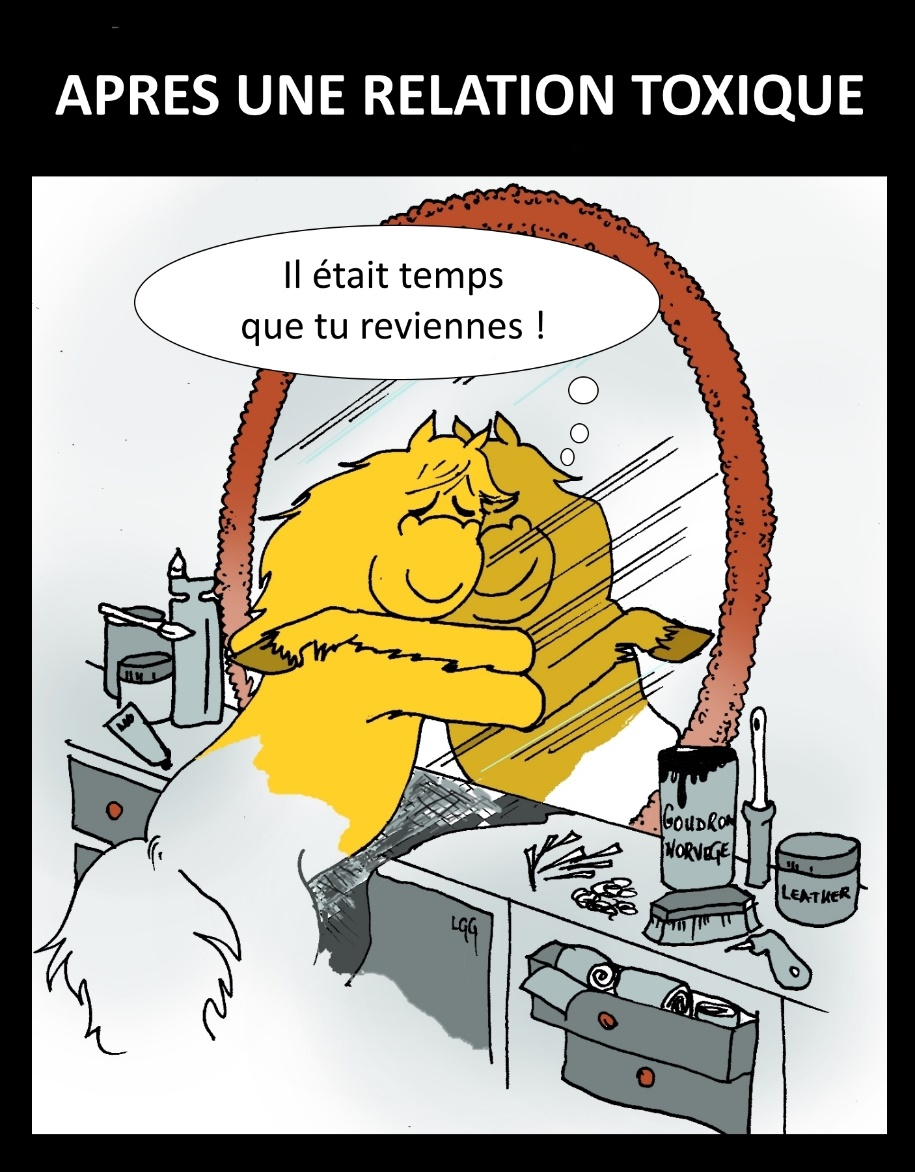 APRES UNE RELATION TOXIQUE
Il était temps
que tu reviennes !
GOUDRON
NORVEGE
LEATHER
LGG